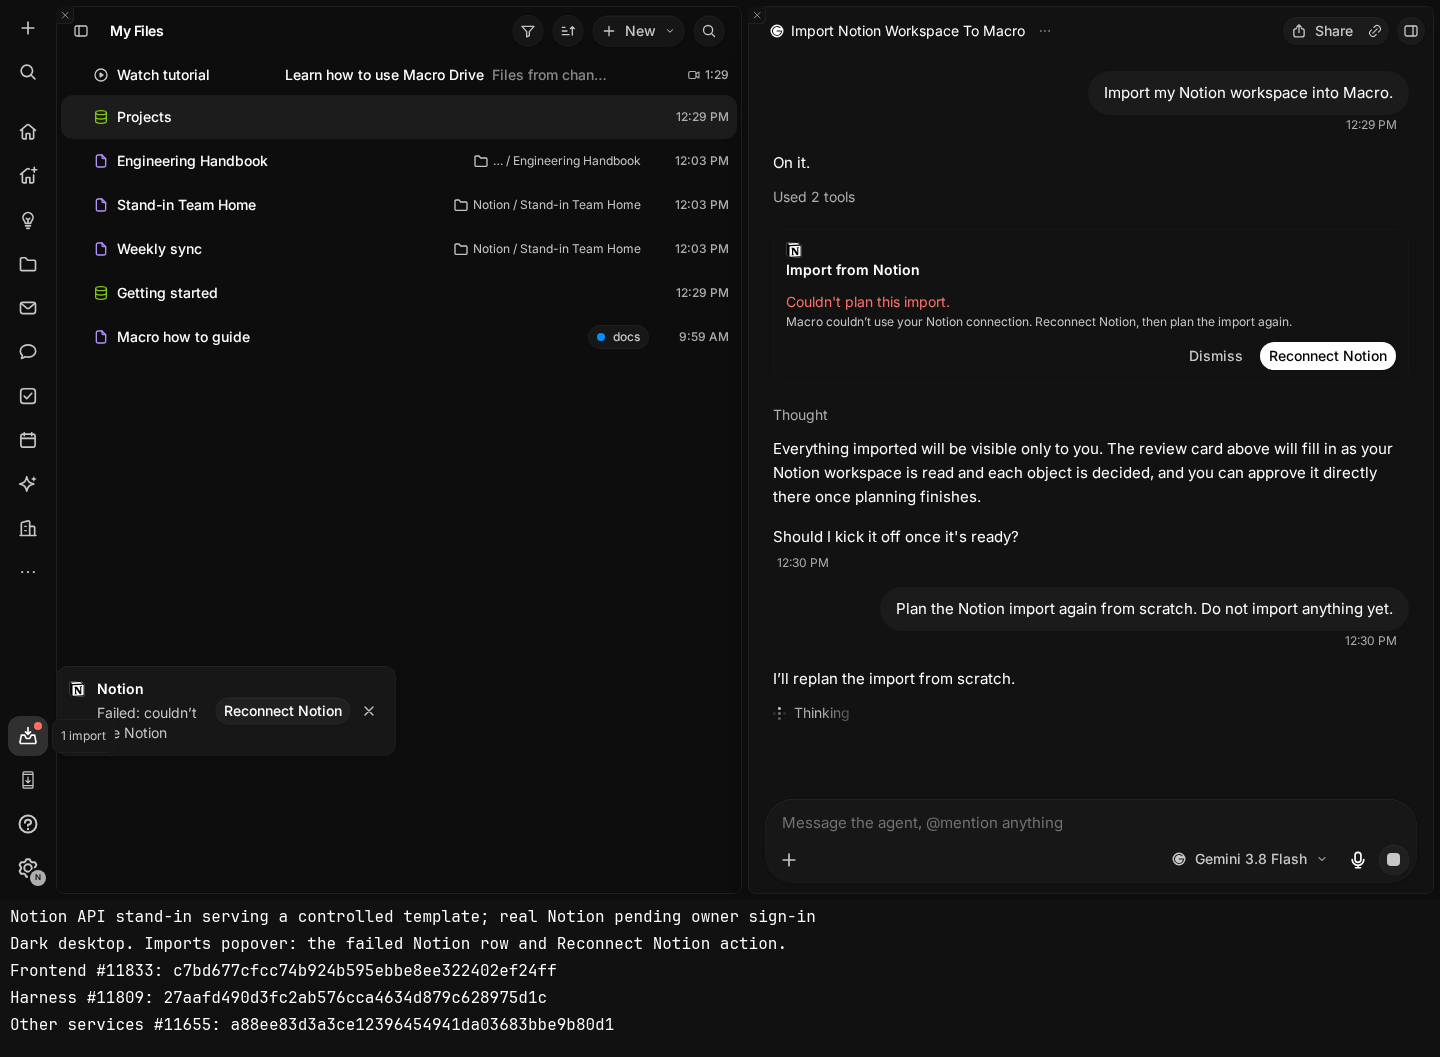 My Files
New
Watch tutorial
Learn how to use Macro Drive Files from chan...
1:29
Projects
12:29 PM
Engineering Handbook
... / Engineering Handbook
12:03 PM
Stand-in Team Home
Notion / Stand-in Team Home
12:03 PM
Weekly sync
Notion / Stand-in Team Home
12:03 PM
Getting started
12:29 PM
Macro how to guide
docs
9:59 AM
Notion
Failed: couldn't
Notion
Reconnect Notion
1 import
N
Import Notion Workspace To Macro
Share
Import my Notion workspace into Macro.
12:29 PM
On it.
Used 2 tools
Import from Notion
Couldn't plan this import.
Macro couldn't use your Notion connection. Reconnect Notion, then plan the import again.
Dismiss
Reconnect Notion
Thought
Everything imported will be visible only to you. The review card above will fill in as your
Notion workspace is read and each object is decided, and you can approve it directly
there once planning finishes.
Should I kick it off once it's ready?
12:30 PM
Plan the Notion import again from scratch. Do not import anything yet.
12:30 PM
I'll replan the import from scratch.
Thinking
Message the agent, @mention anything
Gemini 3.8 Flash
Notion API stand-in serving a controlled template; real Notion pending owner sign-in
Dark desktop. Imports popover: the failed Notion row and Reconnect Notion action.
Frontend #11833: c7bd677cfcc74b924b595ebbe8ee322402ef24ff
Harness #11809: 27aafd490d3fc2ab576cca4634d879c628975d1c
Other services #11655: a88ee83d3a3ce12396454941da03683bbe9b80d1